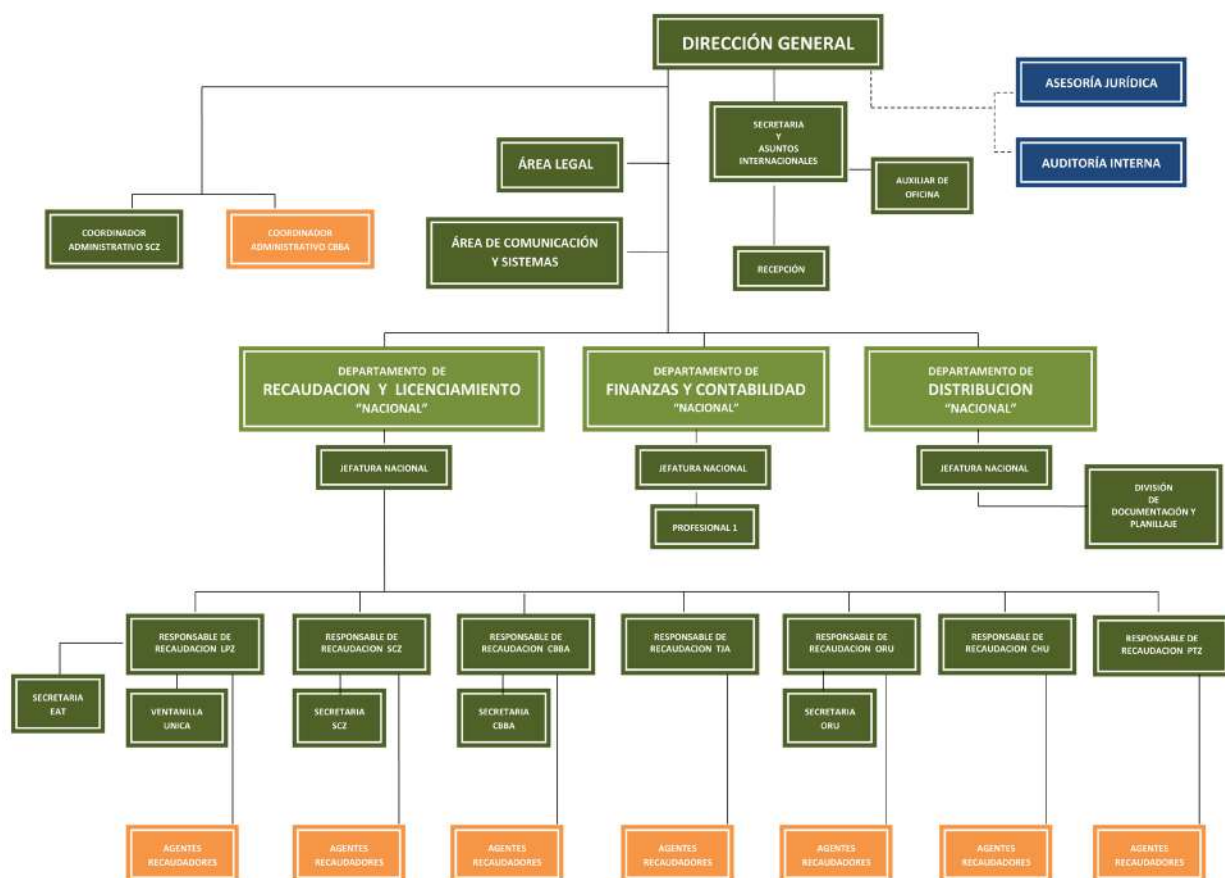 DIRECCIÓN GENERAL
ASESORÍA JURÍDICA
SECRETARIA
Y
ASUNTOS
INTERNACIONALES
ÁREA LEGAL
AUDITORÍA INTERNA
AUXILIAR DE
OFICINA
COORDINADOR
ADMINISTRATIVO SCZ
COORDINADOR
ADMINISTRATIVO CBBA
ÁREA DE COMUNICACIÓN
Y SISTEMAS
RECEPCIÓN
DEPARTAMENTO DE
RECAUDACION Y LICENCIAMIENTO
"NACIONAL"
DEPARTAMENTO DE
FINANZAS Y CONTABILIDAD
"NACIONAL"
DEPARTAMENTO DE
DISTRIBUCION
"NACIONAL"
JEFATURA NACIONAL
JEFATURA NACIONAL
JEFATURA NACIONAL
DIVISIÓN
DE
DOCUMENTACIÓN Y
PLANILLAJE
PROFESIONAL 1
RESPONSABLE DE
RECAUDACION LPZ
RESPONSABLE DE
RECAUDACION SCZ
RESPONSABLE DE
RECAUDACION CBBA
RESPONSABLE DE
RECAUDACION TJA
RESPONSABLE DE
RECAUDACION ORU
RESPONSABLE DE
RECAUDACION CHU
RESPONSABLE DE
RECAUDACION PTZ
SECRETARIA
EAT
VENTANILLA
UNICA
SECRETARIA
SCZ
SECRETARIA
CBBA
SECRETARIA
ORU
AGENTES
RECAUDADORES
AGENTES
RECAUDADORES
AGENTES
RECAUDADORES
AGENTES
RECAUDADORES
AGENTES
RECAUDADORES
AGENTES
RECAUDADORES
AGENTES
RECAUDADORES